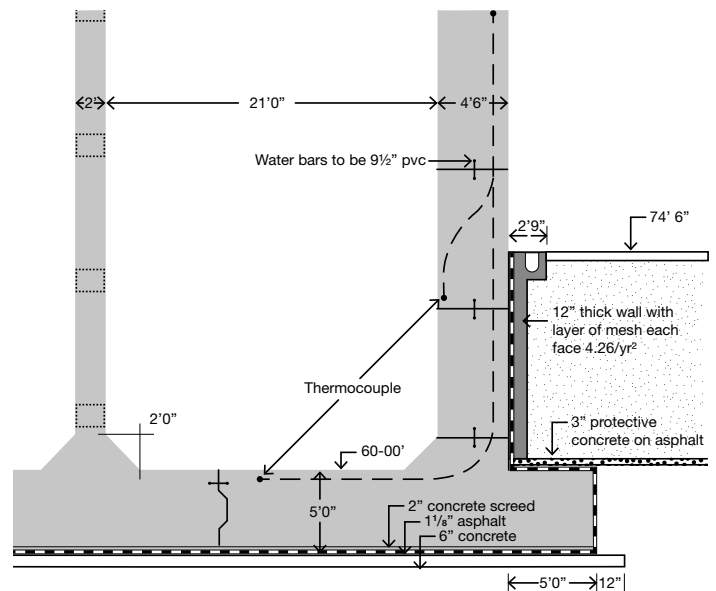 2'
21'0"
4'6"
Water bars to be 9½" pvc
2'9"
74' 6"
12" thick wall with
layer of mesh each
face 4.26/yr²
Thermocouple
2'0"
3" protective
concrete on asphalt
60-00'
5'0"
2" concrete screed
1⅛" asphalt
6" concrete
5'0"
12"